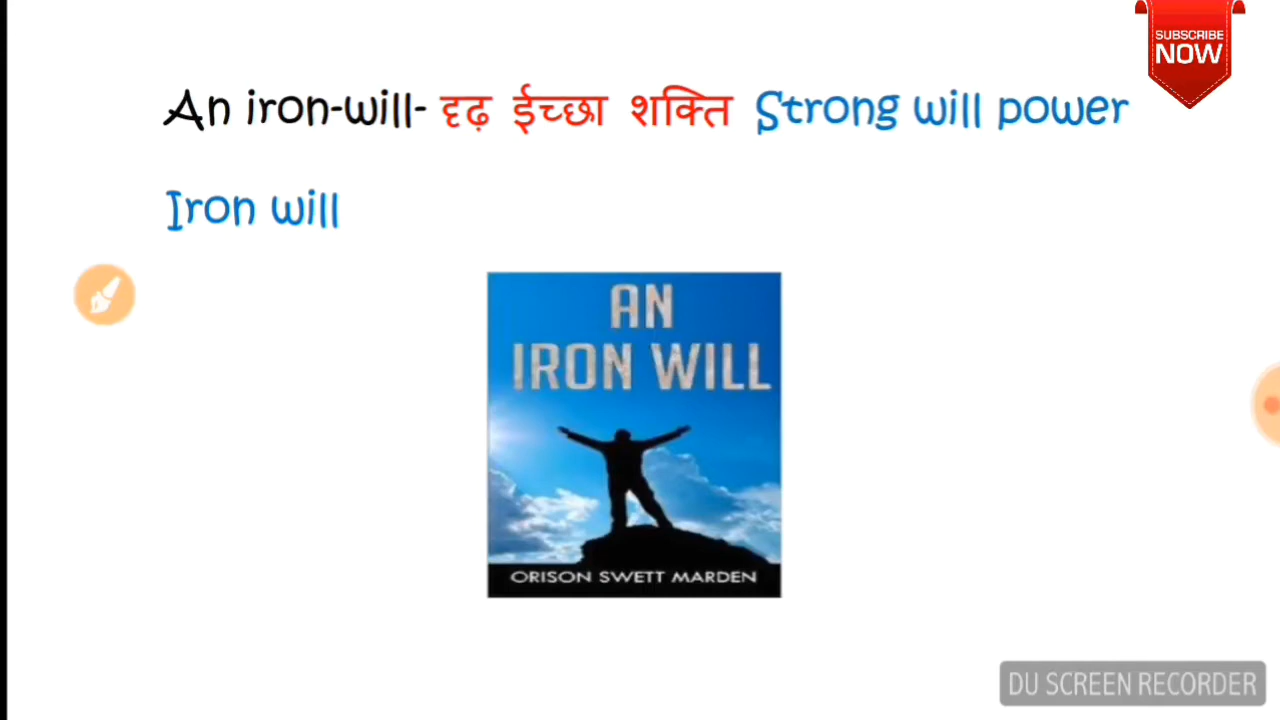 SUBSCRIBE
NOW
An iron-will- दृढ़ ईच्छा शक्ति Strong will power
Iron will
AN
IRON WILL
ORISON SWETT MARDEN
DU SCREEN RECORDER